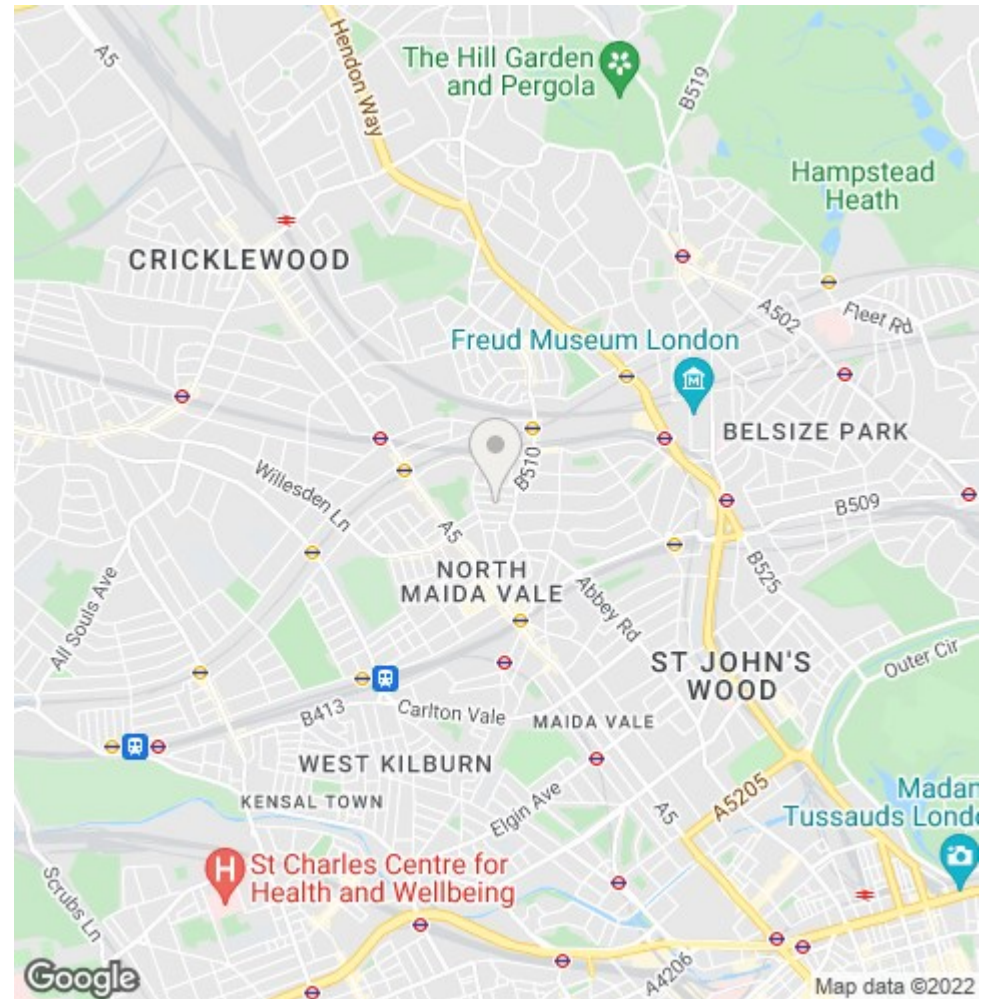 A5
Hendon Way
The Hill Garden
and Pergola
B519
Hampstead
Heath
CRICKLEWOOD
A502
Fleet Rd
Freud Museum London
M
BELSIZE PARK
B510
Willesden Ln
B509
A5
NORTH
MAIDA VALE
Abbey Rd
B525
All Souls Ave
ST JOHN'S
WOOD
Outer Cir
B413
Carlton Vale
MAIDA VALE
WEST KILBURN
KENSAL TOWN
Elgin Ave
A5
A5205
Madan
Tussauds Londo
H
St Charles Centre for
Health and Wellbeing
Scrubs Ln
A4206
Google
Map data ©2022